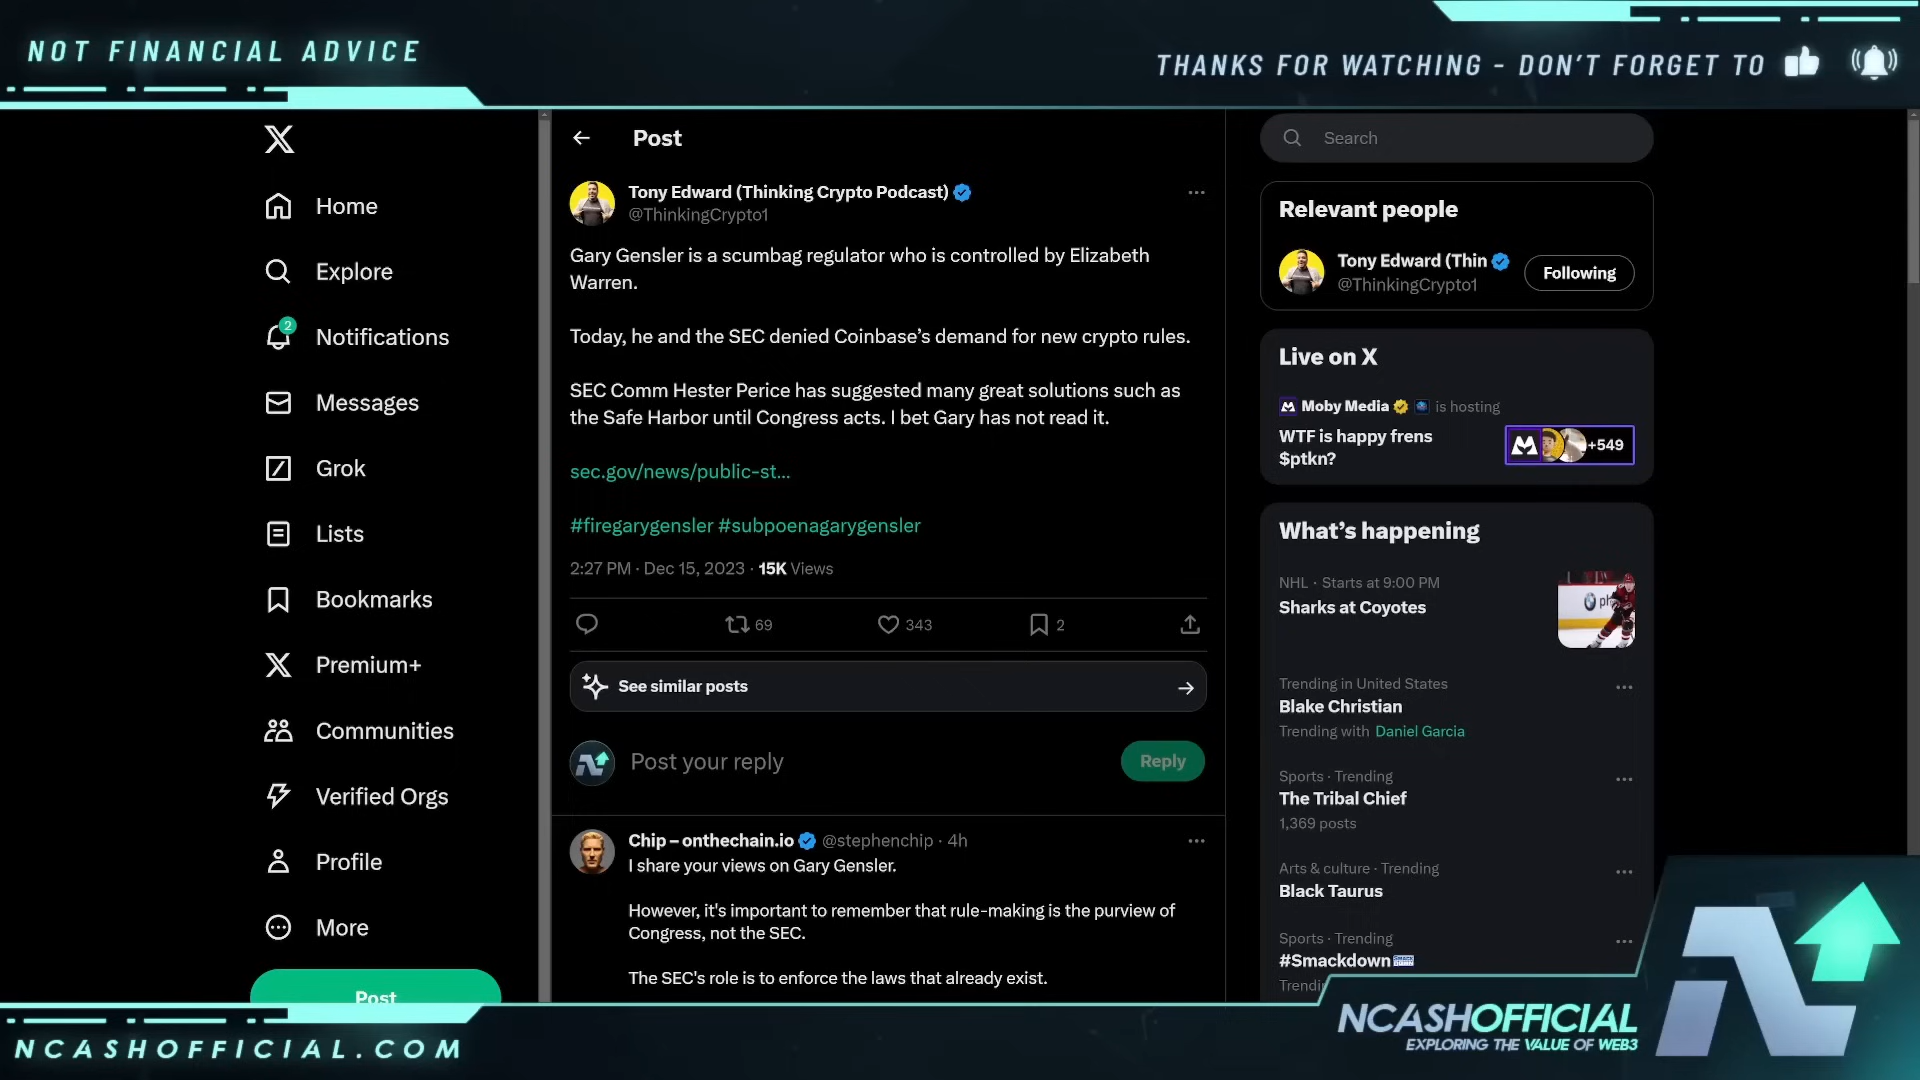 NOT FINANCIAL ADVICE
THANKS FOR WATCHING - DON'T FORGET TO
Home
Explore
2
Notifications
Messages
Grok
Lists
Bookmarks
Premium+
Communities
Verified Orgs
Profile
More
Post
Post
Tony Edward (Thinking Crypto Podcast)
@ThinkingCrypto1
Gary Gensler is a scumbag regulator who is controlled by Elizabeth
Warren.
Today, he and the SEC denied Coinbase's demand for new crypto rules.
SEC Comm Hester Perice has suggested many great solutions such as
the Safe Harbor until Congress acts. I bet Gary has not read it.
sec.gov/news/public-st...
#firegarygensler #subpoenagarygensler
2:27 PM · Dec 15, 2023 · 15K Views
69
343
2
See similar posts
Post your reply
Reply
Chip – onthechain.io @stephenchip · 4h
I share your views on Gary Gensler.
However, it's important to remember that rule-making is the purview of
Congress, not the SEC.
The SEC's role is to enforce the laws that already exist.
Search
Relevant people
Tony Edward (Thin
@ThinkingCrypto1
Following
Live on X
Moby Media is hosting
WTF is happy frens
$ptkn?
+549
What's happening
NHL · Starts at 9:00 PM
Sharks at Coyotes
Trending in United States
Blake Christian
Trending with Daniel Garcia
Sports · Trending
The Tribal Chief
1,369 posts
Arts & culture · Trending
Black Taurus
Sports · Trending
#Smackdown
NCASHOFFICIAL.COM
NCASHOFFICIAL
EXPLORING THE VALUE OF WEB3